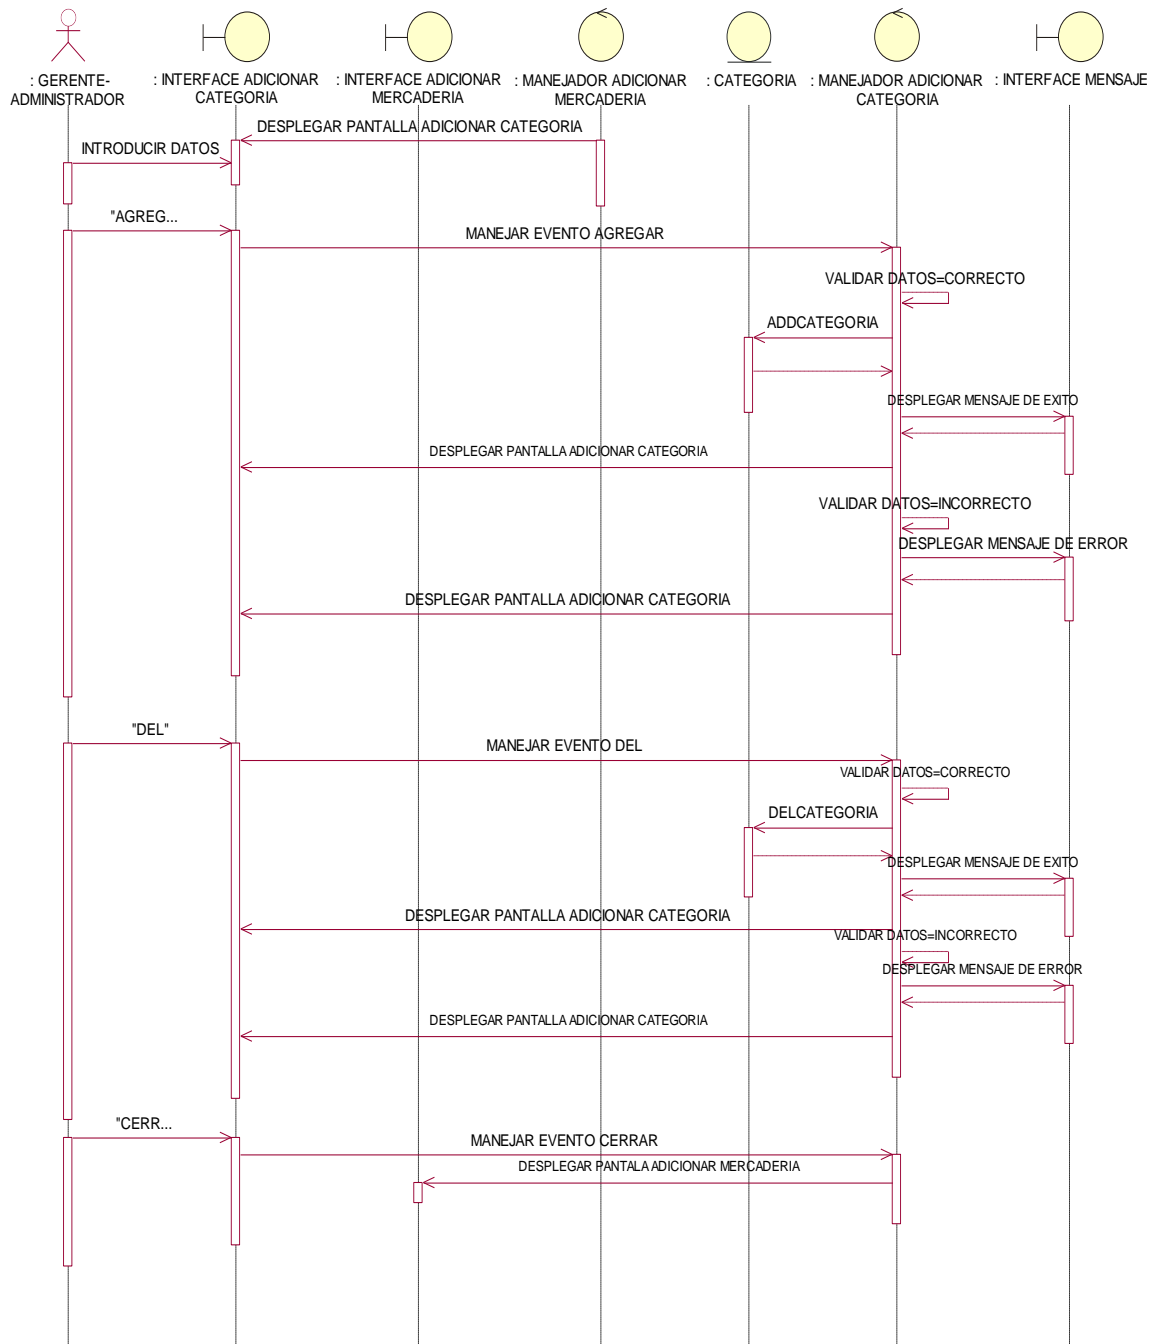 : GERENTE-
ADMINISTRADOR
: INTERFACE ADICIONAR
CATEGORIA
: INTERFACE ADICIONAR
MERCADERIA
: MANEJADOR ADICIONAR
MERCADERIA
: CATEGORIA
: MANEJADOR ADICIONAR
CATEGORIA
: INTERFACE MENSAJE
DESPLEGAR PANTALLA ADICIONAR CATEGORIA
INTRODUCIR DATOS
"AGREG...
MANEJAR EVENTO AGREGAR
VALIDAR DATOS=CORRECTO
ADDCATEGORIA
DESPLEGAR MENSAJE DE EXITO
DESPLEGAR PANTALLA ADICIONAR CATEGORIA
VALIDAR DATOS=INCORRECTO
DESPLEGAR MENSAJE DE ERROR
DESPLEGAR PANTALLA ADICIONAR CATEGORIA
"DEL"
MANEJAR EVENTO DEL
VALIDAR DATOS=CORRECTO
DELCATEGORIA
DESPLEGAR MENSAJE DE EXITO
DESPLEGAR PANTALLA ADICIONAR CATEGORIA
VALIDAR DATOS=INCORRECTO
DESPLEGAR MENSAJE DE ERROR
DESPLEGAR PANTALLA ADICIONAR CATEGORIA
"CERR...
MANEJAR EVENTO CERRAR
DESPLEGAR PANTALA ADICIONAR MERCADERIA